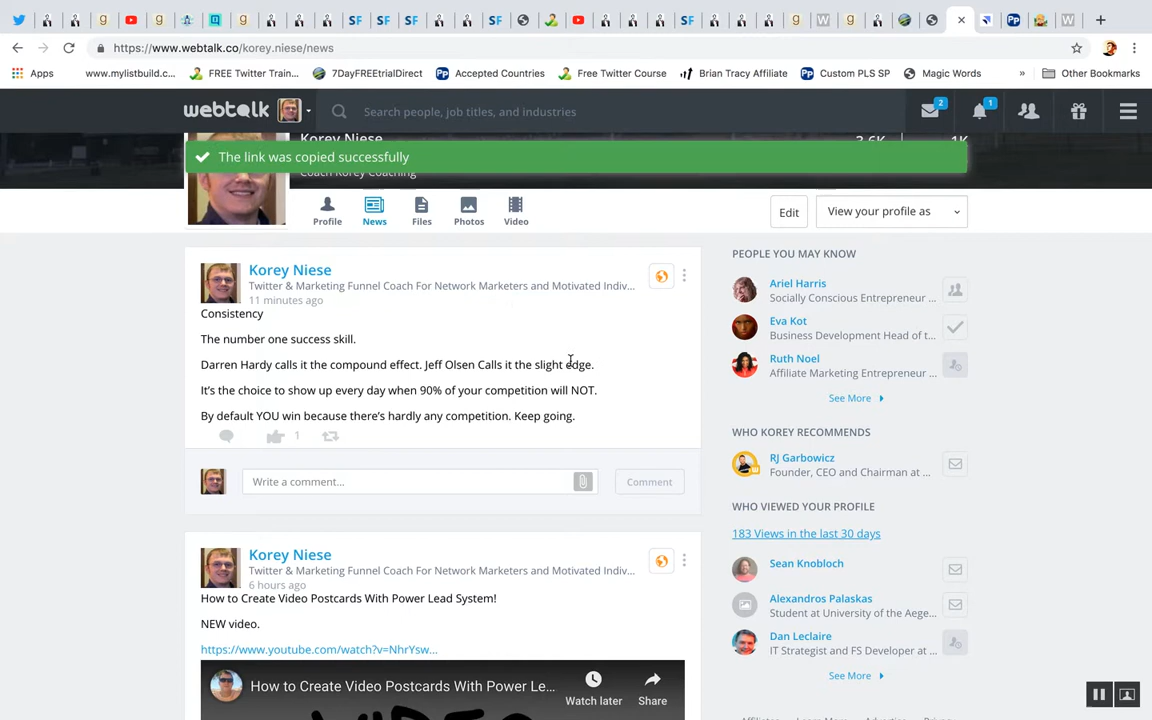 https://www.webtalk.co/korey.niese/news
Apps
www.mylistbuild.c...
FREE Twitter Train...
7DayFREEtrialDirect
Accepted Countries
Free Twitter Course
Brian Tracy Affiliate
Custom PLS SP
Magic Words
»
Other Bookmarks
webtalk
Search people, job titles, and industries
2
1
Korey Niese
3.6K
1K
The link was copied successfully
Coach Korey Coaching
Profile
News
Files
Photos
Video
Edit
View your profile as
Korey Niese
Twitter & Marketing Funnel Coach For Network Marketers and Motivated Indiv...
11 minutes ago
Consistency
The number one success skill.
Darren Hardy calls it the compound effect. Jeff Olsen Calls it the slight edge.
It's the choice to show up every day when 90% of your competition will NOT.
By default YOU win because there's hardly any competition. Keep going.
1
Write a comment...
Comment
Korey Niese
Twitter & Marketing Funnel Coach For Network Marketers and Motivated Indiv...
6 hours ago
How to Create Video Postcards With Power Lead System!
NEW video.
https://www.youtube.com/watch?v=NhrYsw...
How to Create Video Postcards With Power Le...
Watch later
Share
PEOPLE YOU MAY KNOW
Ariel Harris
Socially Conscious Entrepreneur ...
Eva Kot
Business Development Head of t...
Ruth Noel
Affiliate Marketing Entrepreneur ...
See More
WHO KOREY RECOMMENDS
RJ Garbowicz
Founder, CEO and Chairman at ...
WHO VIEWED YOUR PROFILE
183 Views in the last 30 days
Sean Knobloch
Alexandros Palaskas
Student at University of the Aege...
Dan Leclaire
IT Strategist and FS Developer at ...
See More